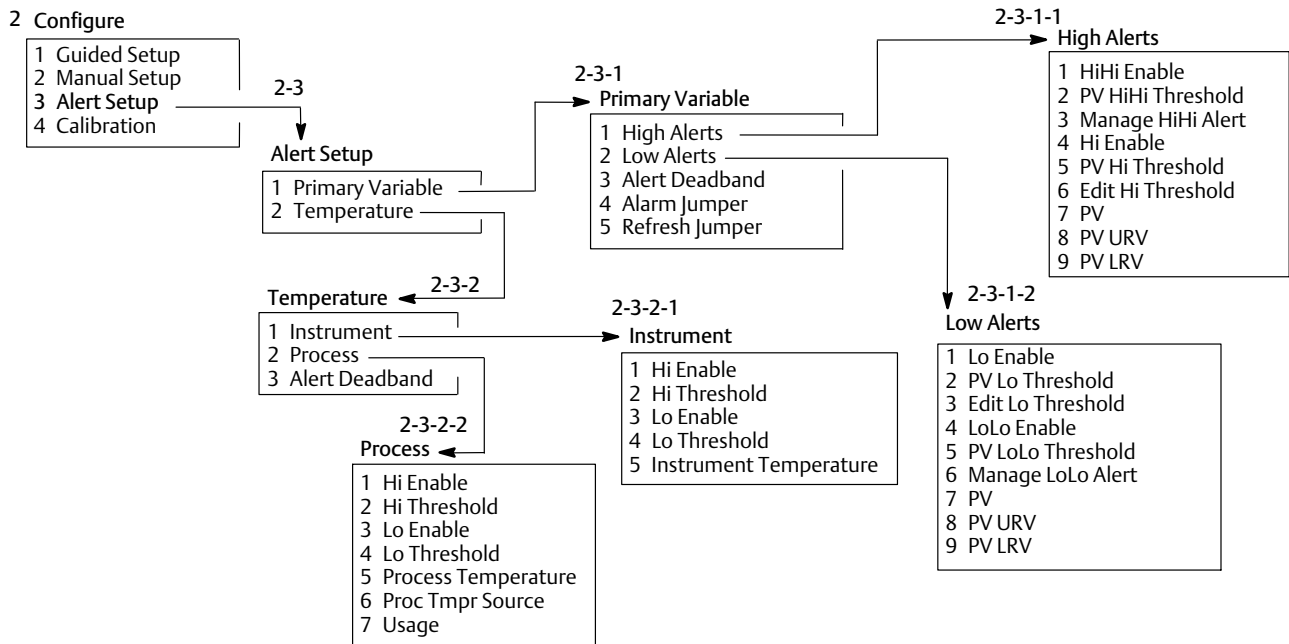 2 Configure
1 Guided Setup
2 Manual Setup
3 Alert Setup
4 Calibration
2-3
Alert Setup
1 Primary Variable
2 Temperature
2-3-1
Primary Variable
1 High Alerts
2 Low Alerts
3 Alert Deadband
4 Alarm Jumper
5 Refresh Jumper
2-3-1-1
High Alerts
1 HiHi Enable
2 PV HiHi Threshold
3 Manage HiHi Alert
4 Hi Enable
5 PV Hi Threshold
6 Edit Hi Threshold
7 PV
8 PV URV
9 PV LRV
2-3-2
Temperature
1 Instrument
2 Process
3 Alert Deadband
2-3-2-1
Instrument
1 Hi Enable
2 Hi Threshold
3 Lo Enable
4 Lo Threshold
5 Instrument Temperature
2-3-1-2
Low Alerts
1 Lo Enable
2 PV Lo Threshold
3 Edit Lo Threshold
4 LoLo Enable
5 PV LoLo Threshold
6 Manage LoLo Alert
7 PV
8 PV URV
9 PV LRV
2-3-2-2
Process
1 Hi Enable
2 Hi Threshold
3 Lo Enable
4 Lo Threshold
5 Process Temperature
6 Proc Tmpr Source
7 Usage